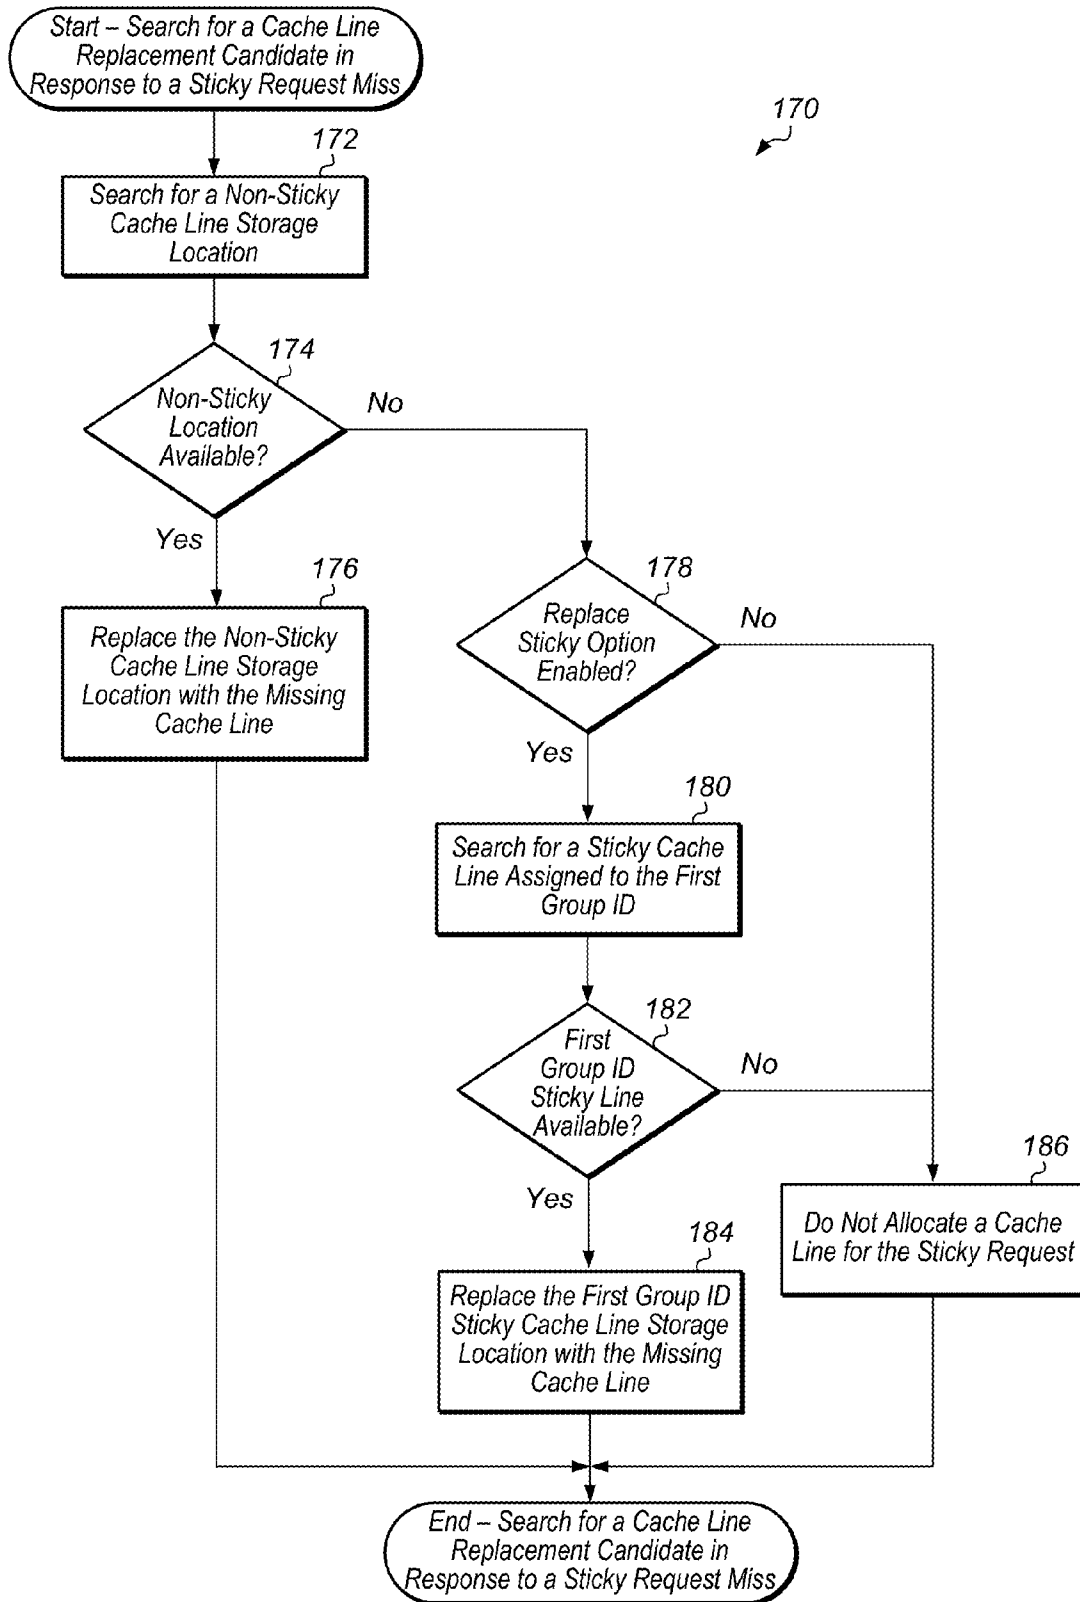 Start – Search for a Cache Line
Replacement Candidate in
Response to a Sticky Request Miss
170
172
Search for a Non-Sticky
Cache Line Storage
Location
174
Non-Sticky
Location
Available?
No
Yes
176
Replace the Non-Sticky
Cache Line Storage
Location with the Missing
Cache Line
178
Replace
Sticky Option
Enabled?
No
Yes
180
Search for a Sticky Cache
Line Assigned to the First
Group ID
182
First
Group ID
Sticky Line
Available?
No
Yes
186
Do Not Allocate a Cache
Line for the Sticky Request
184
Replace the First Group ID
Sticky Cache Line Storage
Location with the Missing
Cache Line
End – Search for a Cache Line
Replacement Candidate in
Response to a Sticky Request Miss